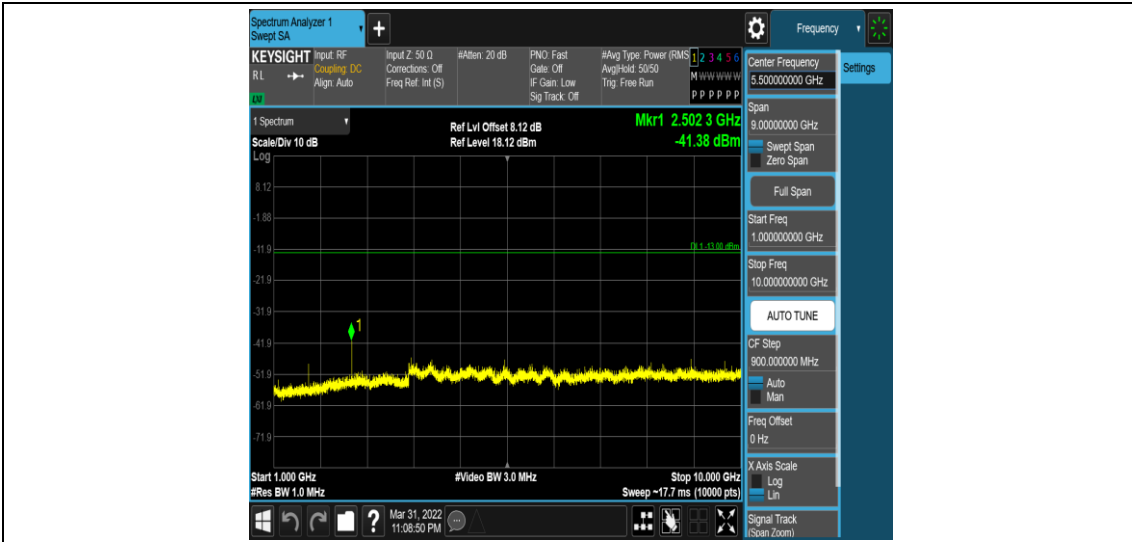 Spectrum Analyzer 1
Swept SA
+
Frequency
KEYSIGHT
RL
LXI
Input: RF
Coupling: DC
Align: Auto
Input Z: 50 Ω
Corrections: Off
Freq Ref: Int (S)
#Atten: 20 dB
PNO: Fast
Gate: Off
IF Gain: Low
Sig Track: Off
#Avg Type: Power (RMS
Avg|Hold: 50/50
Trig: Free Run
1 2 3 4 5 6
M W W W W W
P P P P P P
1 Spectrum
Scale/Div 10 dB
Log
Ref Lvl Offset 8.12 dB
Ref Level 18.12 dBm
Mkr1 2.502 3 GHz
-41.38 dBm
8.12
-1.88
-11.9
DL1 -13.00 dBm
-21.9
-31.9
1
-41.9
-51.9
-61.9
-71.9
Start 1.000 GHz
#Res BW 1.0 MHz
#Video BW 3.0 MHz
Stop 10.000 GHz
Sweep ~17.7 ms (10000 pts)
Mar 31, 2022
11:08:50 PM
?
Center Frequency
5.500000000 GHz
Settings
Span
9.00000000 GHz
Swept Span
Zero Span
Full Span
Start Freq
1.000000000 GHz
Stop Freq
10.000000000 GHz
AUTO TUNE
CF Step
900.000000 MHz
Auto
Man
Freq Offset
0 Hz
X Axis Scale
Log
Lin
Signal Track
(Span Zoom)